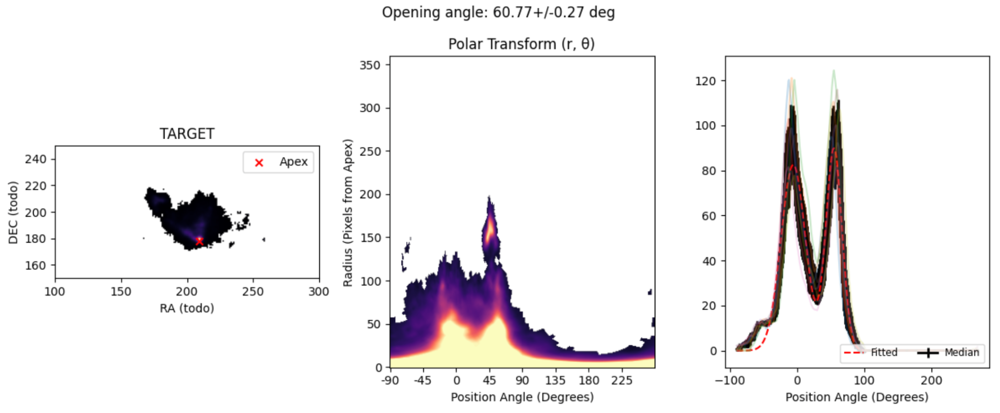 Opening angle: 60.77+/-0.27 deg
TARGET
DEC (todo)
240
220
200
180
160
Apex
100 150 200 250 300
RA (todo)
Polar Transform (r, θ)
Radius (Pixels from Apex)
350
300
250
200
150
100
50
0
-90 -45 0 45 90 135 180 225
Position Angle (Degrees)
120
100
80
60
40
20
0
Fitted Median
−100 0 100 200
Position Angle (Degrees)